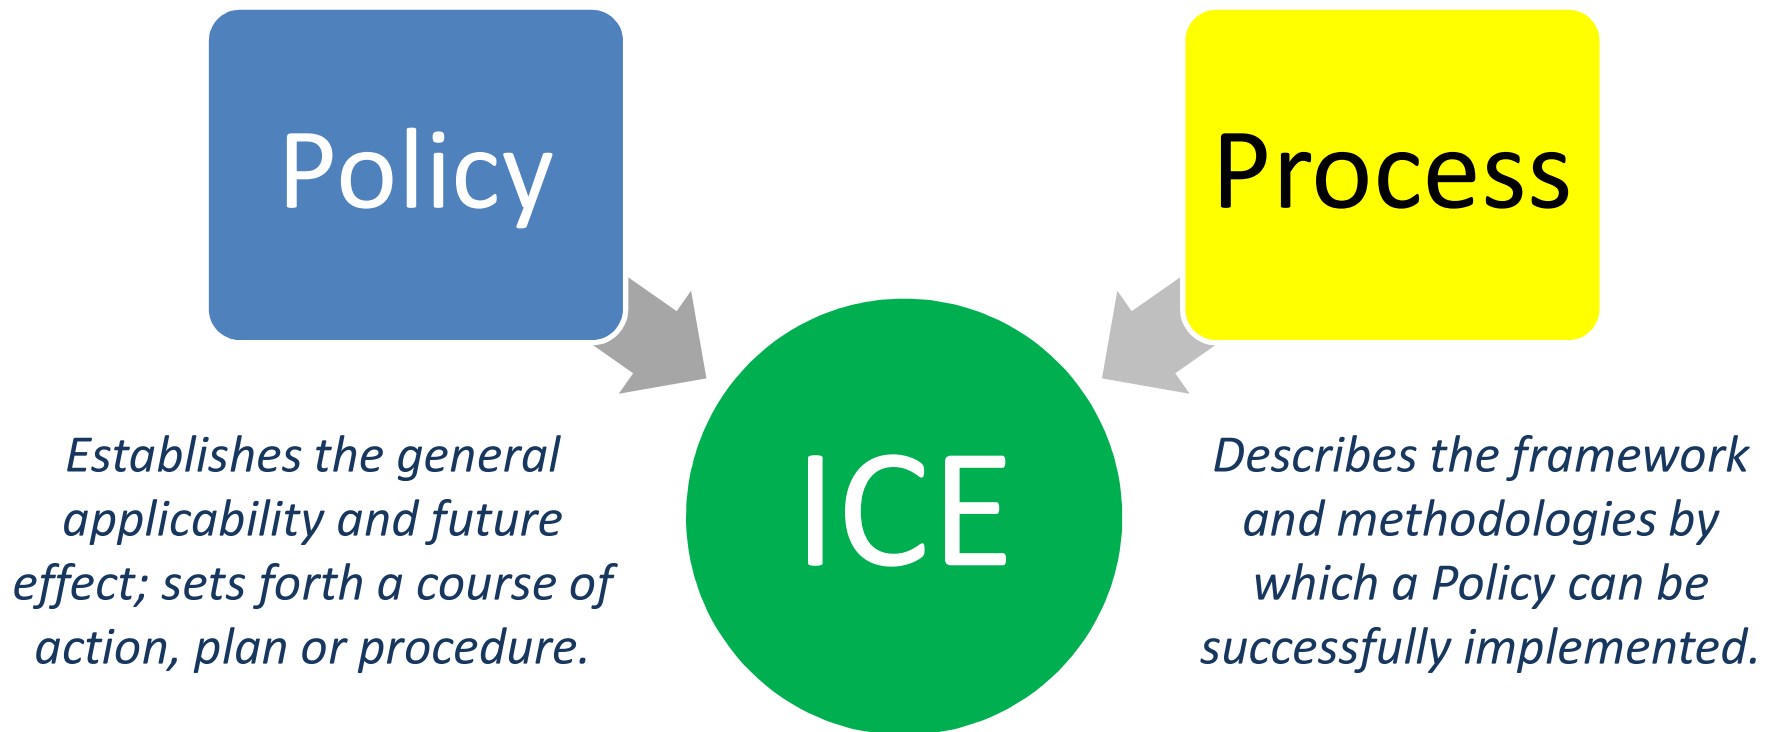 Policy
Process
ICE
Establishes the general
applicability and future
effect; sets forth a course of
action, plan or procedure.
Describes the framework
and methodologies by
which a Policy can be
successfully implemented.